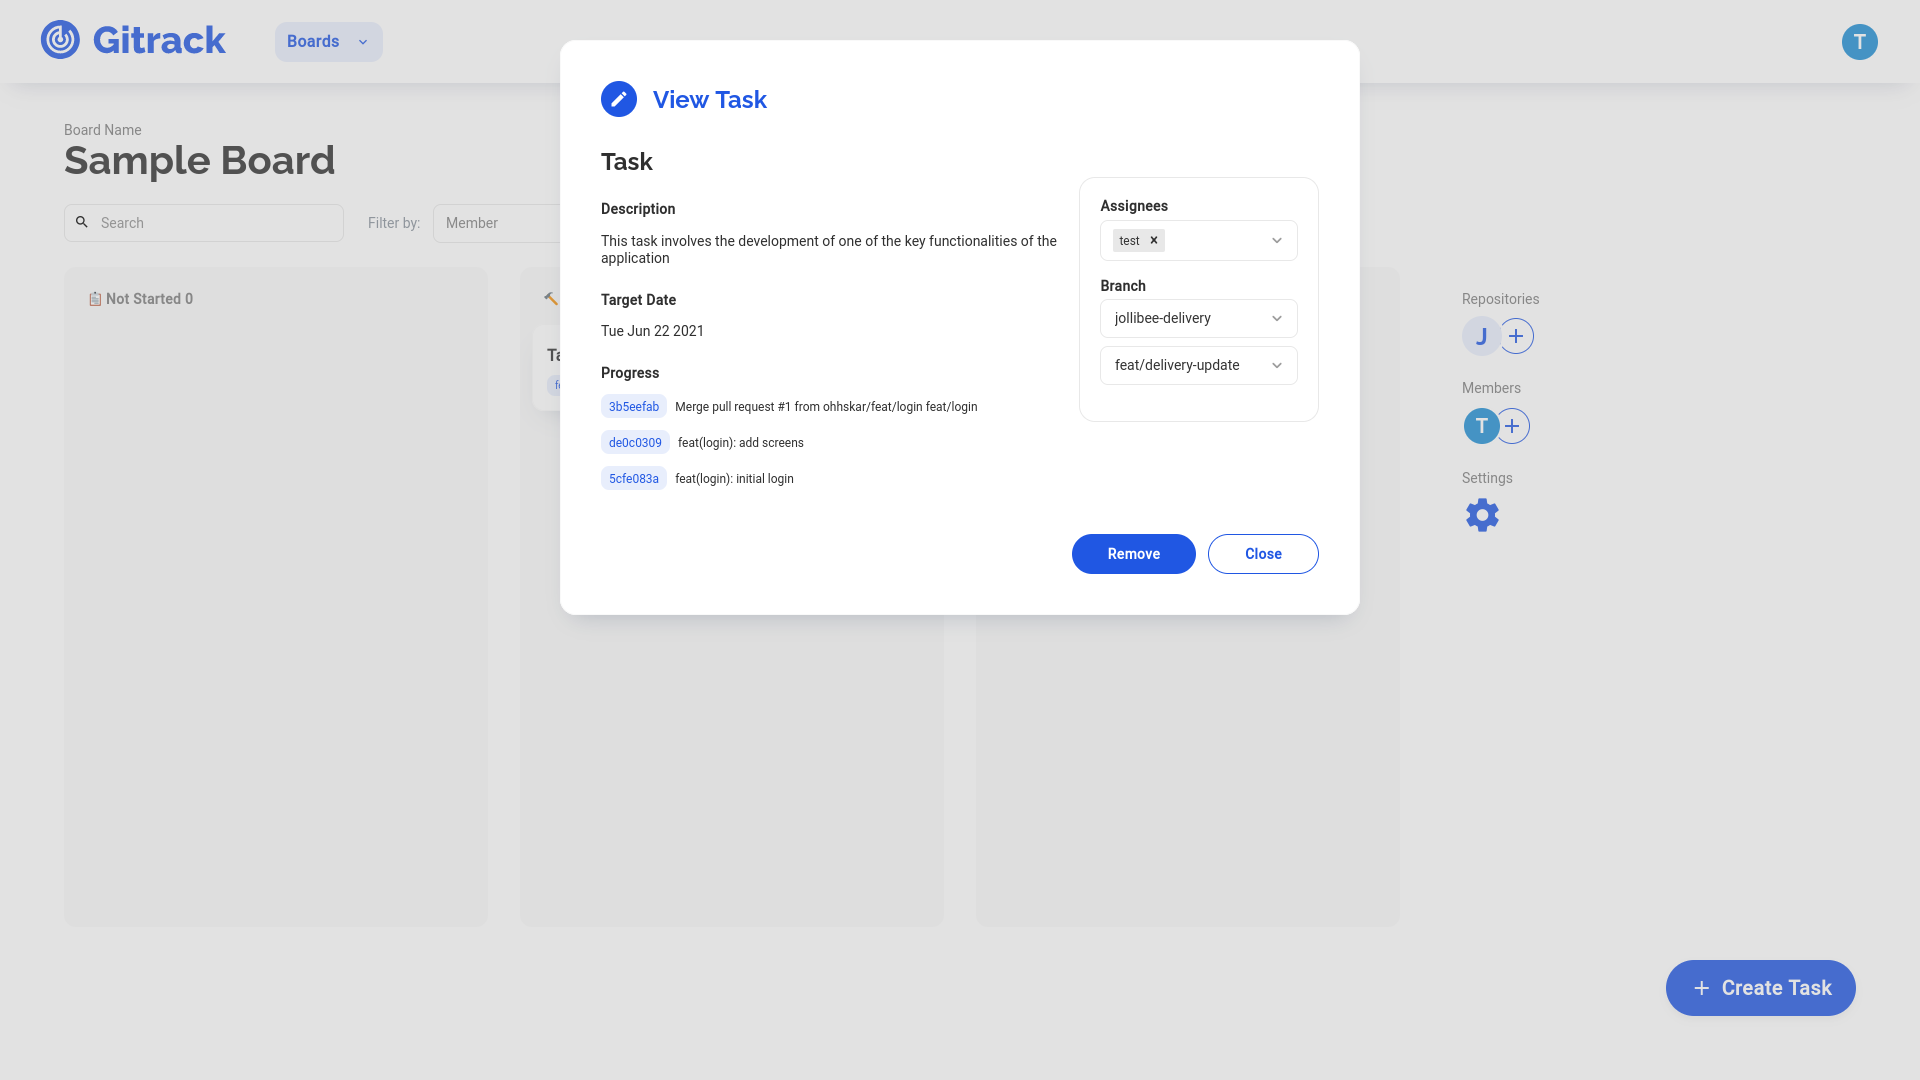 Gitrack
Boards
T
Board Name
Sample Board
Search
Filter by:
Member
Not Started 0
View Task
Task
Description
This task involves the development of one of the key functionalities of the
application
Target Date
Tue Jun 22 2021
Progress
3b5eefab Merge pull request #1 from ohhskar/feat/login feat/login
de0c0309 feat(login): add screens
5cfe083a feat(login): initial login
Assignees
test
Branch
jollibee-delivery
feat/delivery-update
Remove
Close
Repositories
J
Members
T
Settings
Create Task